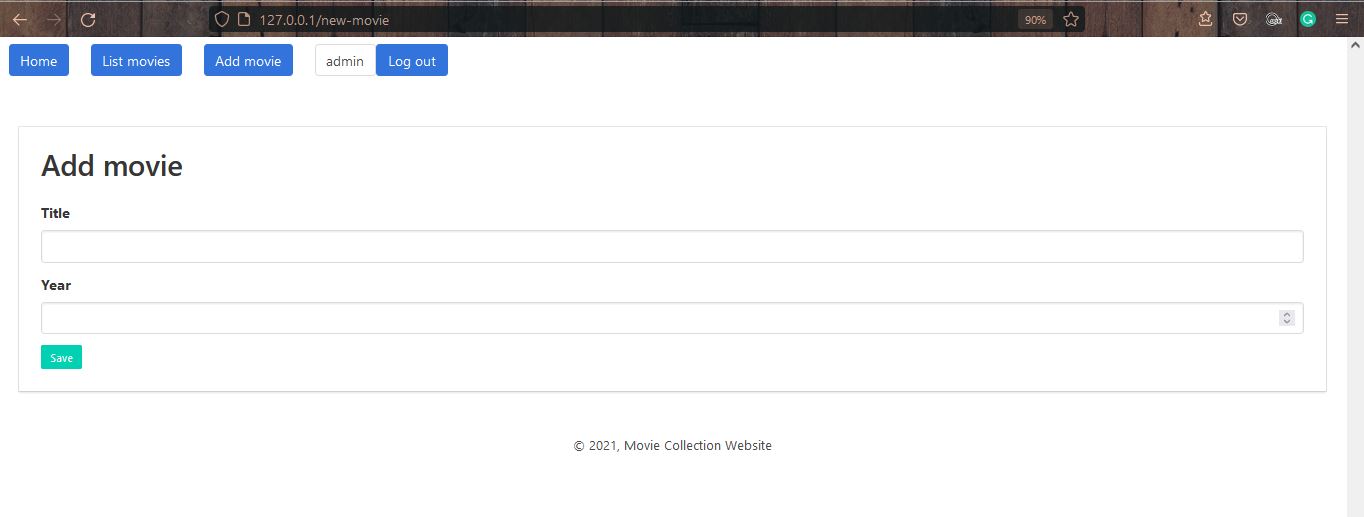 127.0.0.1/new-movie 90%
Home List movies Add movie admin Log out
Add movie
Title
Year
Save
© 2021, Movie Collection Website